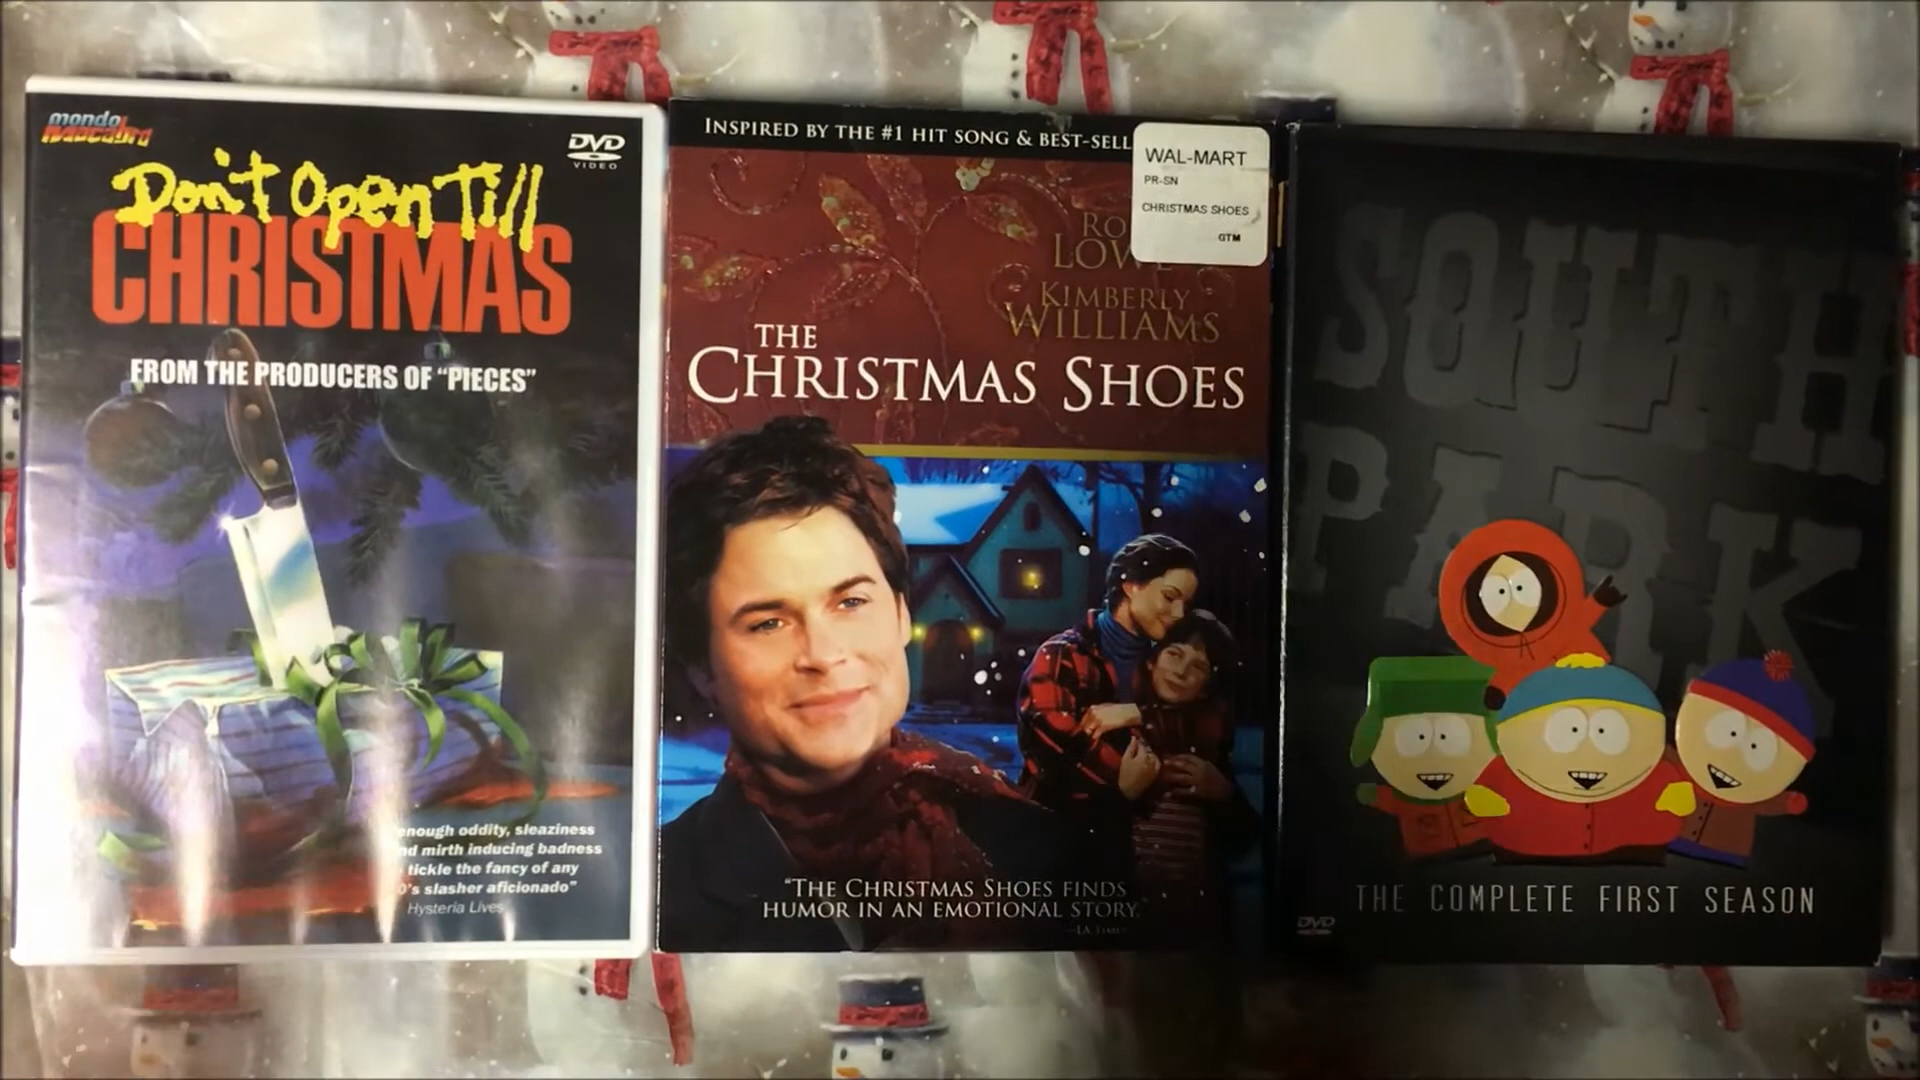 mondo
macabro
DVD
VIDEO
Don't Open Till
CHRISTMAS
FROM THE PRODUCERS OF "PIECES"
enough oddity, sleaziness
mirth inducing badness
tickle the fancy of any
0's slasher aficionado"
Hysteria Lives
INSPIRED BY THE #1 HIT SONG & BEST-SELL
WAL-MART
PR-SN
CHRISTMAS SHOES
GTM
RO
LOWE
KIMBERLY
WILLIAMS
THE
CHRISTMAS SHOES
"THE CHRISTMAS SHOES FINDS
HUMOR IN AN EMOTIONAL STORY."
SOUTH
PARK
THE COMPLETE FIRST SEASON
DVD